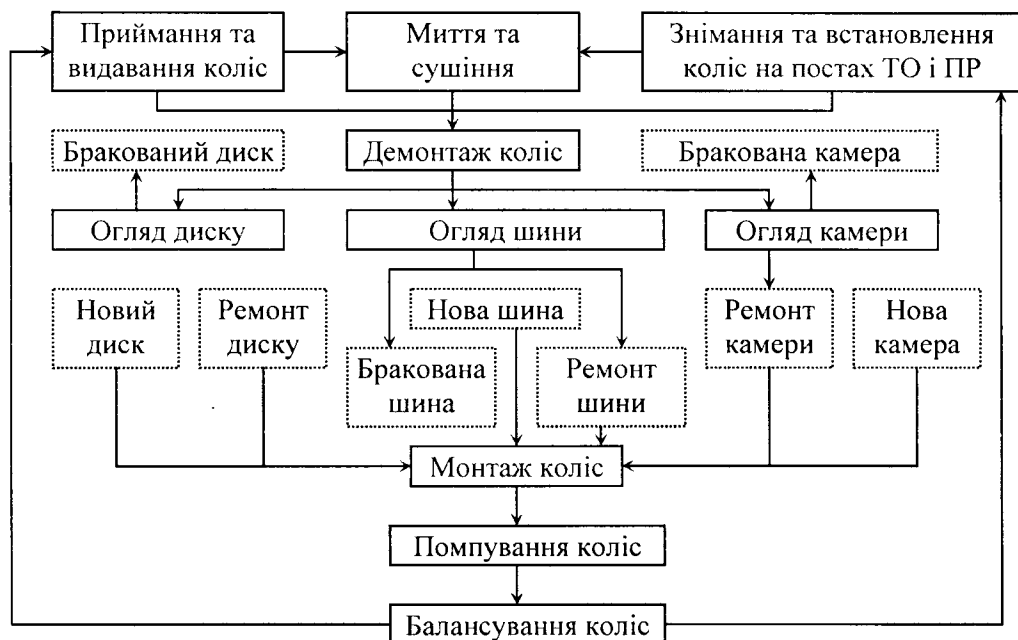 Приймання та
видавання коліс
Миття та
сушіння
Знімання та встановлення
коліс на постах ТО і ПР
Бракований диск
Демонтаж коліс
Бракована камера
Огляд диску
Огляд шини
Огляд камери
Новий
диск
Ремонт
диску
Нова шина
Бракована
шина
Ремонт
шини
Ремонт
камери
Нова
камера
Монтаж коліс
Помпування коліс
Балансування коліс